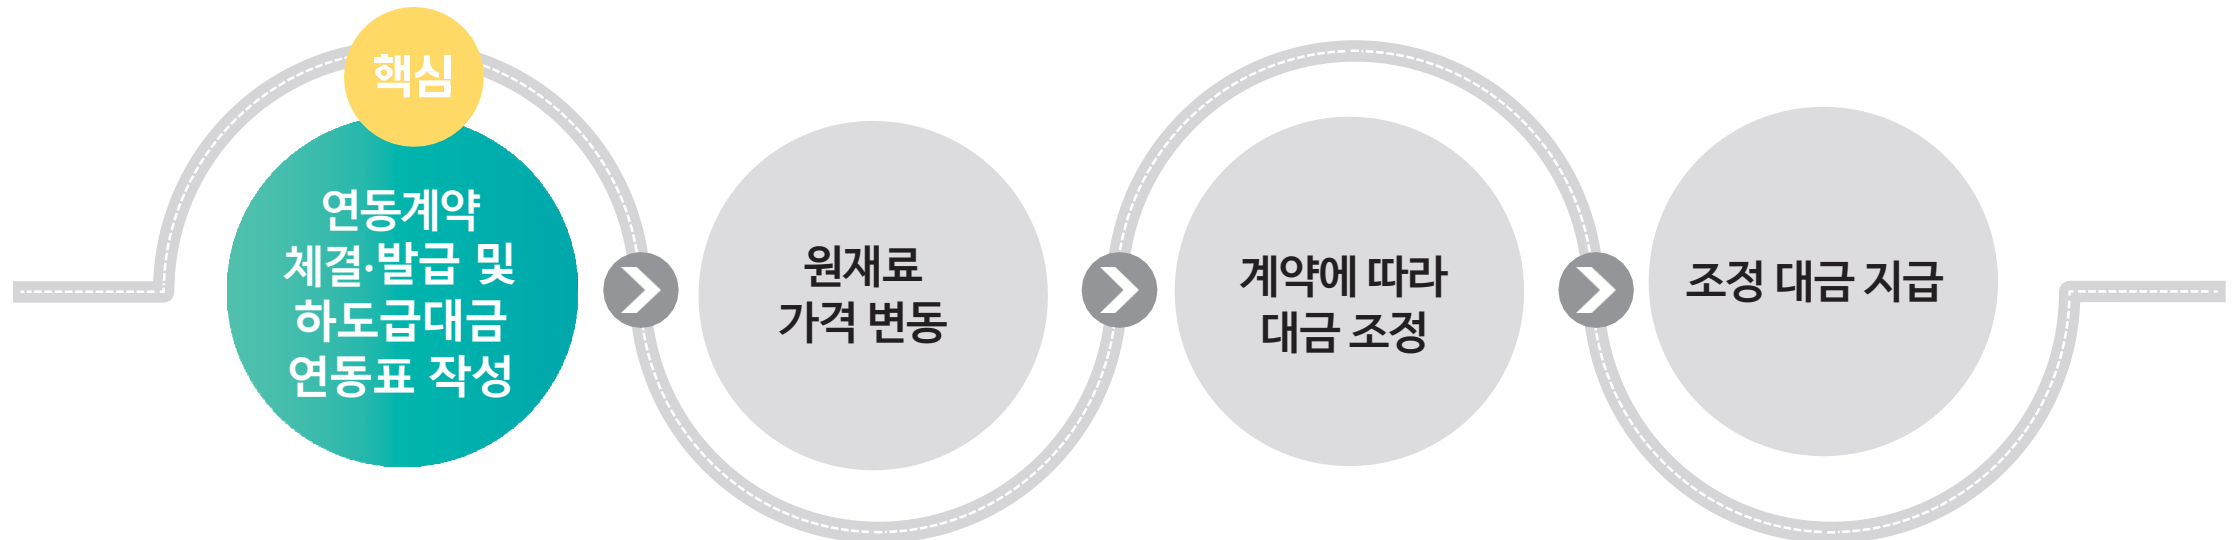 핵심
연동계약
체결·발급 및
하도급대금
연동표 작성
원재료
가격 변동
계약에 따라
대금 조정
조정 대금 지급